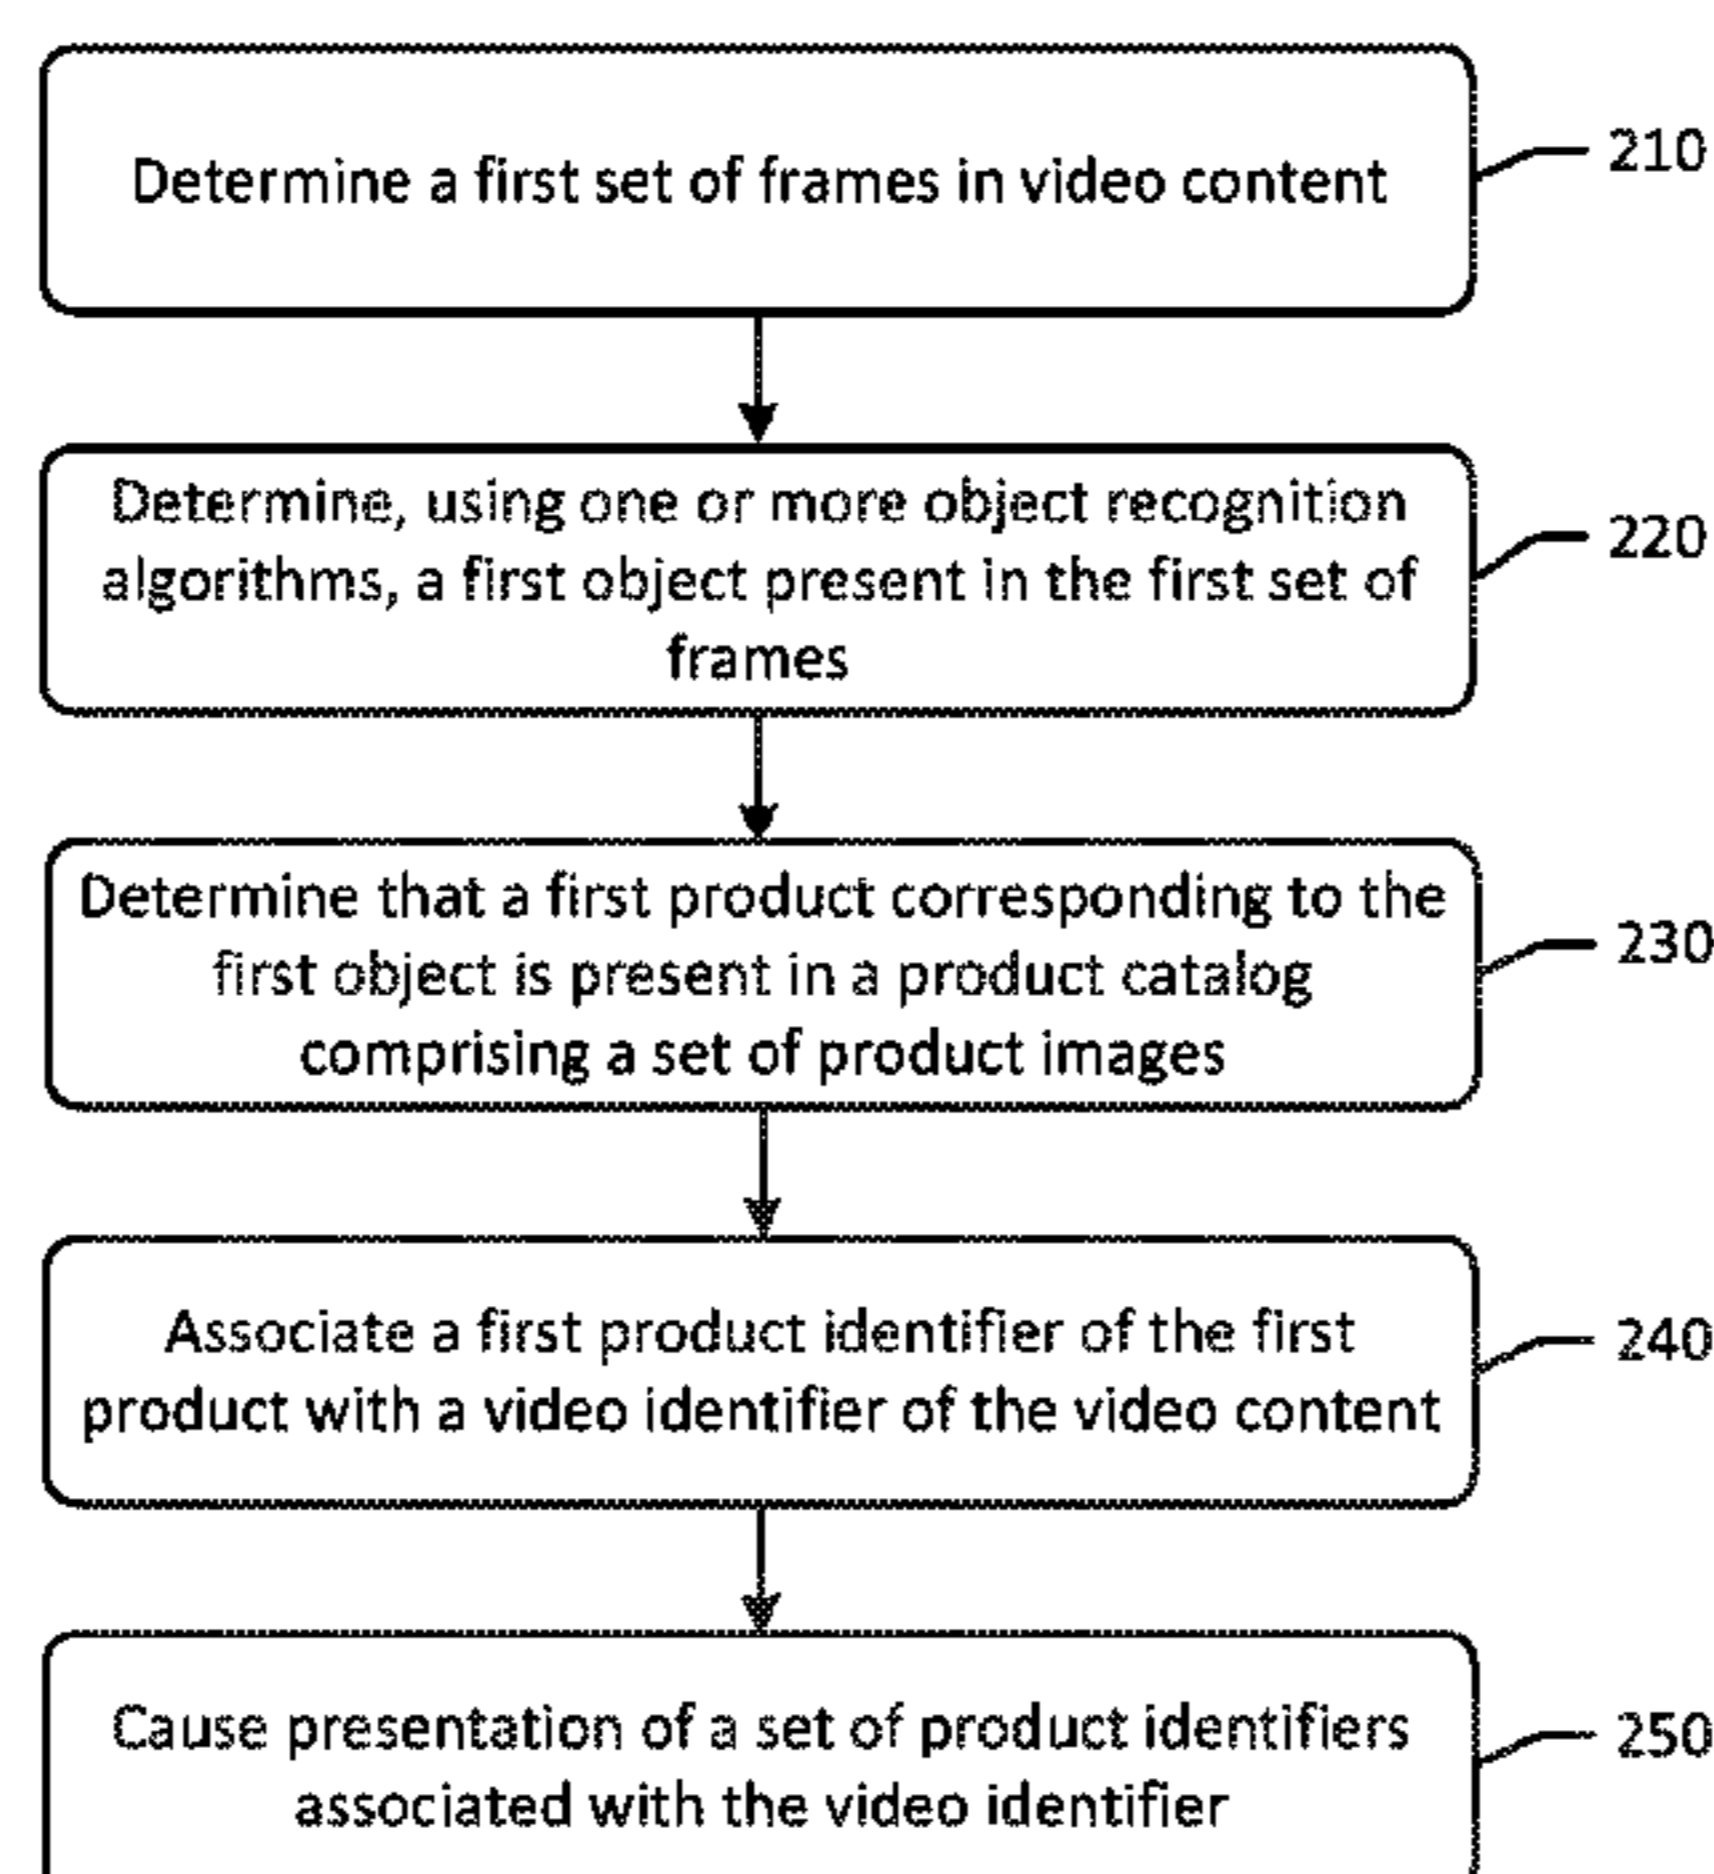 Determine a first set of frames in video content
210
Determine, using one or more object recognition
algorithms, a first object present in the first set of
frames
220
Determine that a first product corresponding to the
first object is present in a product catalog
comprising a set of product images
230
Associate a first product identifier of the first
product with a video identifier of the video content
240
Cause presentation of a set of product identifiers
associated with the video identifier
250